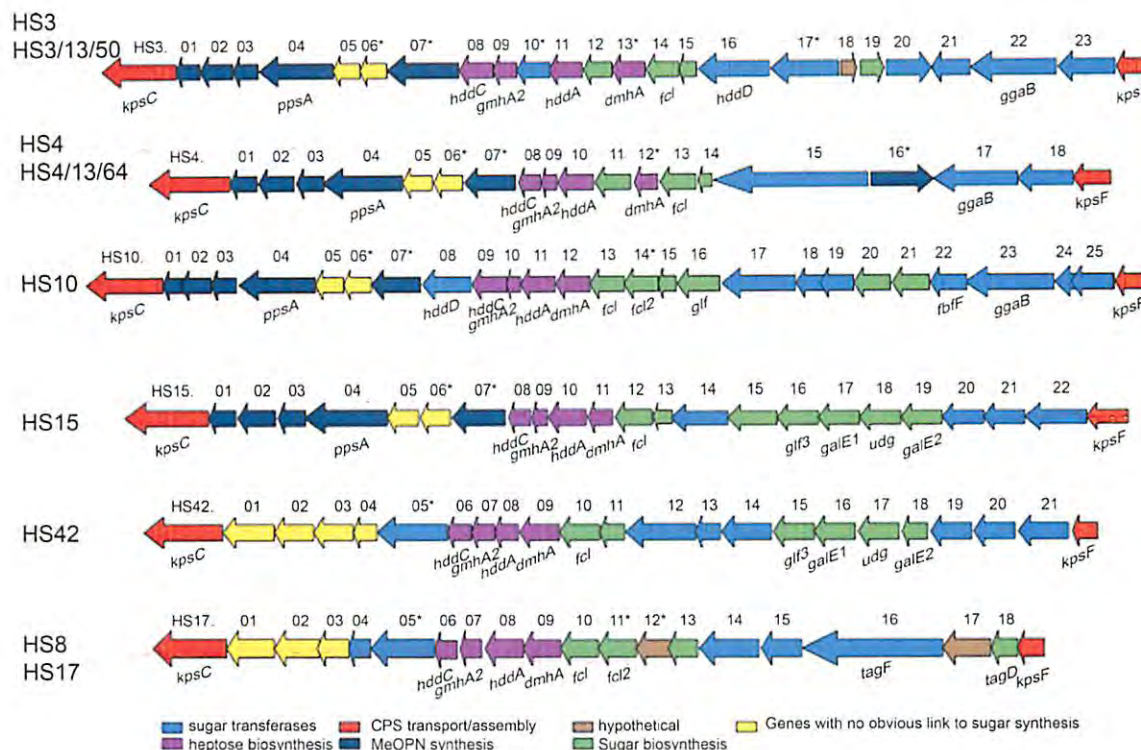 HS3
HS3/13/50
HS3. 01 02 03 04 05 06* 07* 08 09 10* 11 12 13* 14 15 16 17* 18 19 20 21 22 23
kpsC ppsA hddC gmhA2 hddA dmhA fcl hddD ggaB
HS4
HS4/13/64
HS4. 01 02 03 04 05 06* 07* 08 09 10 11 12* 13 14 15 16* 17 18
kpsC ppsA hddC gmhA2 hddA dmhA fcl ggaB kpsF
HS10
HS10. 01 02 03 04 05 06* 07* 08 09 10 11 12 13 14* 15 16 17 18 19 20 21 22 23 24 25
kpsC ppsA hddD hddC gmhA2 hddA dmhA fcl fcl2 glf fbfF ggaB kpsF
HS15
HS15. 01 02 03 04 05 06* 07* 08 09 10 11 12 13 14 15 16 17 18 19 20 21 22
kpsC ppsA hddC gmhA2 hddA dmhA fcl glf3 galE1 udg galE2 kpsF
HS42
HS42. 01 02 03 04 05* 06 07 08 09 10 11 12 13 14 15 16 17 18 19 20 21
kpsC hddC gmhA2 hddA dmhA fcl glf3 galE1 udg galE2 kpsF
HS8
HS17
HS17. 01 02 03 04 05* 06 07 08 09 10 11* 12* 13 14 15 16 17 18
kpsC hddC gmhA2 hddA dmhA fcl fcl2 tagF tagD kpsF
sugar transferases CPS transport/assembly hypothetical Genes with no obvious link to sugar synthesis
heptose biosynthesis MeOPN synthesis Sugar biosynthesis